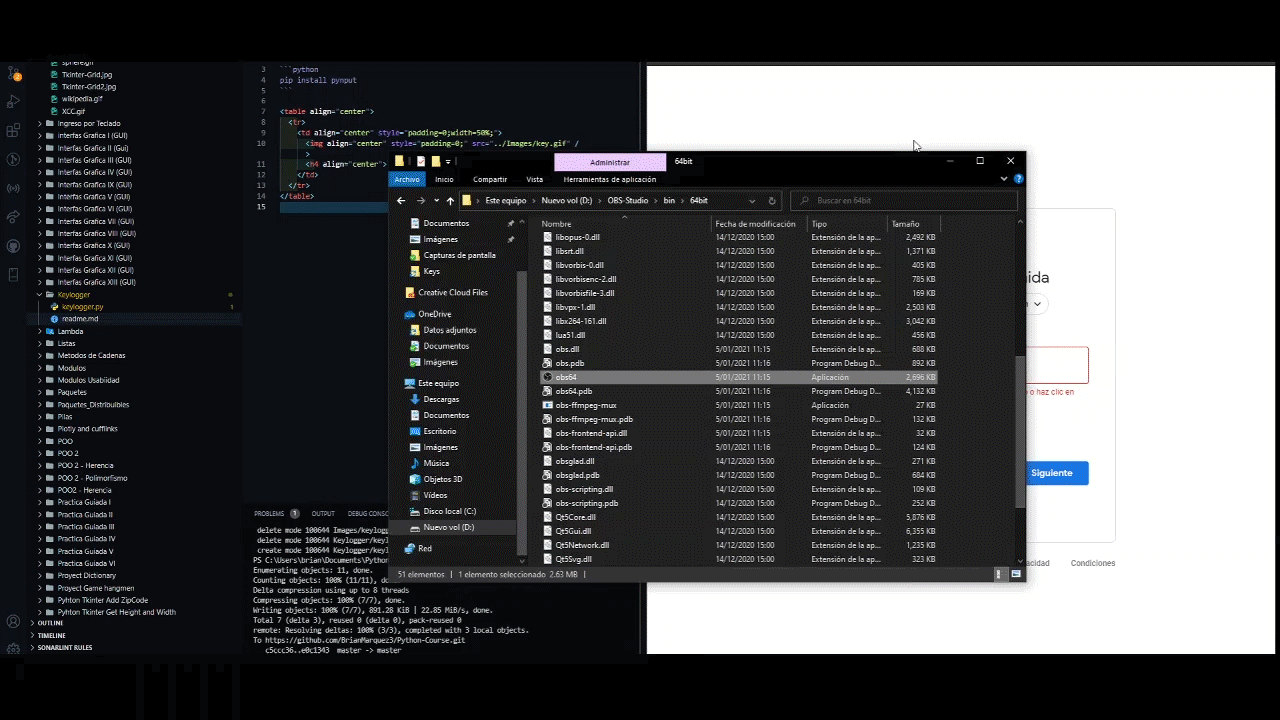 sphere.gif
Tkinter-Grid.jpg
Tkinter-Grid2.jpg
wikipedia.gif
XCC.gif
Ingreso por Teclado
interfas Grafica I (GUI)
Interfas Grafica II (Gui)
Interfas Grafica III (GUI)
Interfas Grafica IV (GUI)
Interfas Grafica IX (GUI)
Interfas Grafica V (GUI)
Interfas Grafica VI (GUI)
Interfas Grafica VII (GUI)
Interfas Grafica VIII (GUI)
Interfas Grafica X (GUI)
Interfas Grafica XI (GUI)
Interfas Grafica XII (GUI)
Interfas Grafica XIII (GUI)
Keylogger
keylogger.py 1
readme.md
Lambda
Listas
Metodos de Cadenas
Modulos
Modulos Usabiidad
Paquetes
Paquetes_Distribuibles
Pilas
Plotly and cufflinks
POO
POO 2
POO 2 - Herencia
POO 2 - Polimorfismo
POO2 - Herencia
Practica Guiada I
Practica Guiada II
Practica Guiada III
Practica Guiada IV
Practica Guiada V
Practica Guiada VI
Proyect Dictionary
Proyect Game hangmen
Pyhton Tkinter Add ZipCode
Pyhton Tkinter Get Height and Width
OUTLINE
TIMELINE
SONARLINT RULES
3 ```python
4 pip install pynput
5 ```
6
7 <table align="center">
8 <tr>
9 <td align="center" style="padding=0;width=50%;">
10 <img align="center" style="padding=0;" src="../Images/key.gif" /
>
11 <h4 align="center">
12 </td>
13 </tr>
14 </table>
15
PROBLEMS 1 OUTPUT DEBUG CONS
delete mode 100644 Images/keylog
delete mode 100644 Keylogger/key
create mode 100644 Keylogger/key
PS C:\Users\brian\Documents\Python
Enumerating objects: 11, done.
Counting objects: 100% (11/11), done.
Delta compression using up to 8 threads
Compressing objects: 100% (7/7), done.
Writing objects: 100% (7/7), 891.28 KiB | 22.85 MiB/s, done.
Total 7 (delta 3), reused 0 (delta 0), pack-reused 0
remote: Resolving deltas: 100% (3/3), completed with 3 local objects.
To https://github.com/BrianMarquez3/Python-Course.git
c5ccc36..e0c1343 master -> master
Administrar 64bit
Archivo Inicio Compartir Vista Herramientas de aplicación
Este equipo Nuevo vol (D:) OBS-Studio bin 64bit Buscar en 64bit
Documentos
Imágenes
Capturas de pantalla
Keys
Creative Cloud Files
OneDrive
Datos adjuntos
Documentos
Imágenes
Este equipo
Descargas
Documentos
Escritorio
Imágenes
Música
Objetos 3D
Vídeos
Disco local (C:)
Nuevo vol (D:)
Red
Nombre Fecha de modificación Tipo Tamaño
libopus-0.dll 14/12/2020 15:00 Extensión de la ap... 2,492 KB
libsrt.dll 14/12/2020 15:00 Extensión de la ap... 1,371 KB
libvorbis-0.dll 14/12/2020 15:00 Extensión de la ap... 405 KB
libvorbisenc-2.dll 14/12/2020 15:00 Extensión de la ap... 785 KB
libvorbisfile-3.dll 14/12/2020 15:00 Extensión de la ap... 169 KB
libvpx-1.dll 14/12/2020 15:00 Extensión de la ap... 2,503 KB
libx264-161.dll 14/12/2020 15:00 Extensión de la ap... 3,042 KB
lua51.dll 14/12/2020 15:00 Extensión de la ap... 456 KB
obs.dll 5/01/2021 11:15 Extensión de la ap... 688 KB
obs.pdb 5/01/2021 11:16 Program Debug D... 892 KB
obs64 5/01/2021 11:15 Aplicación 2,696 KB
obs64.pdb 5/01/2021 11:16 Program Debug D... 4,132 KB
obs-ffmpeg-mux 5/01/2021 11:15 Aplicación 27 KB
obs-ffmpeg-mux.pdb 5/01/2021 11:16 Program Debug D... 132 KB
obs-frontend-api.dll 5/01/2021 11:15 Extensión de la ap... 32 KB
obs-frontend-api.pdb 5/01/2021 11:16 Program Debug D... 124 KB
obsglad.dll 14/12/2020 15:00 Extensión de la ap... 271 KB
obsglad.pdb 14/12/2020 15:00 Program Debug D... 684 KB
obs-scripting.dll 14/12/2020 15:00 Extensión de la ap... 109 KB
obs-scripting.pdb 14/12/2020 15:00 Program Debug D... 252 KB
Qt5Core.dll 14/12/2020 15:00 Extensión de la ap... 5,876 KB
Qt5Gui.dll 14/12/2020 15:00 Extensión de la ap... 6,355 KB
Qt5Network.dll 14/12/2020 15:00 Extensión de la ap... 1,235 KB
Qt5Svg.dll 14/12/2020 15:00 Extensión de la ap... 323 KB
51 elementos 1 elemento seleccionado 2.63 MB
nida
o haz clic en
Siguiente
acidad Condiciones